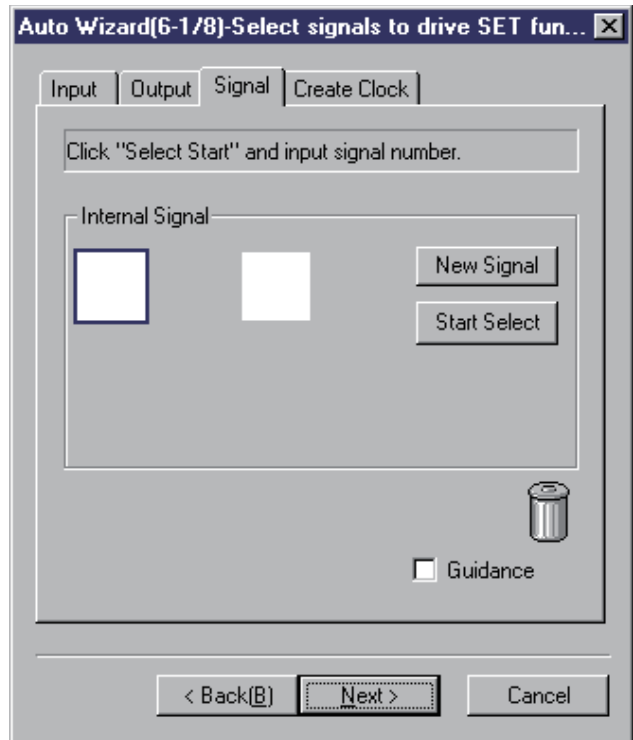 Auto Wizard(6-1/8)-Select signals to drive SET fun...
Input Output Signal Create Clock
Click "Select Start" and input signal number.
Internal Signal
New Signal
Start Select
Guidance
< Back(B) Next > Cancel